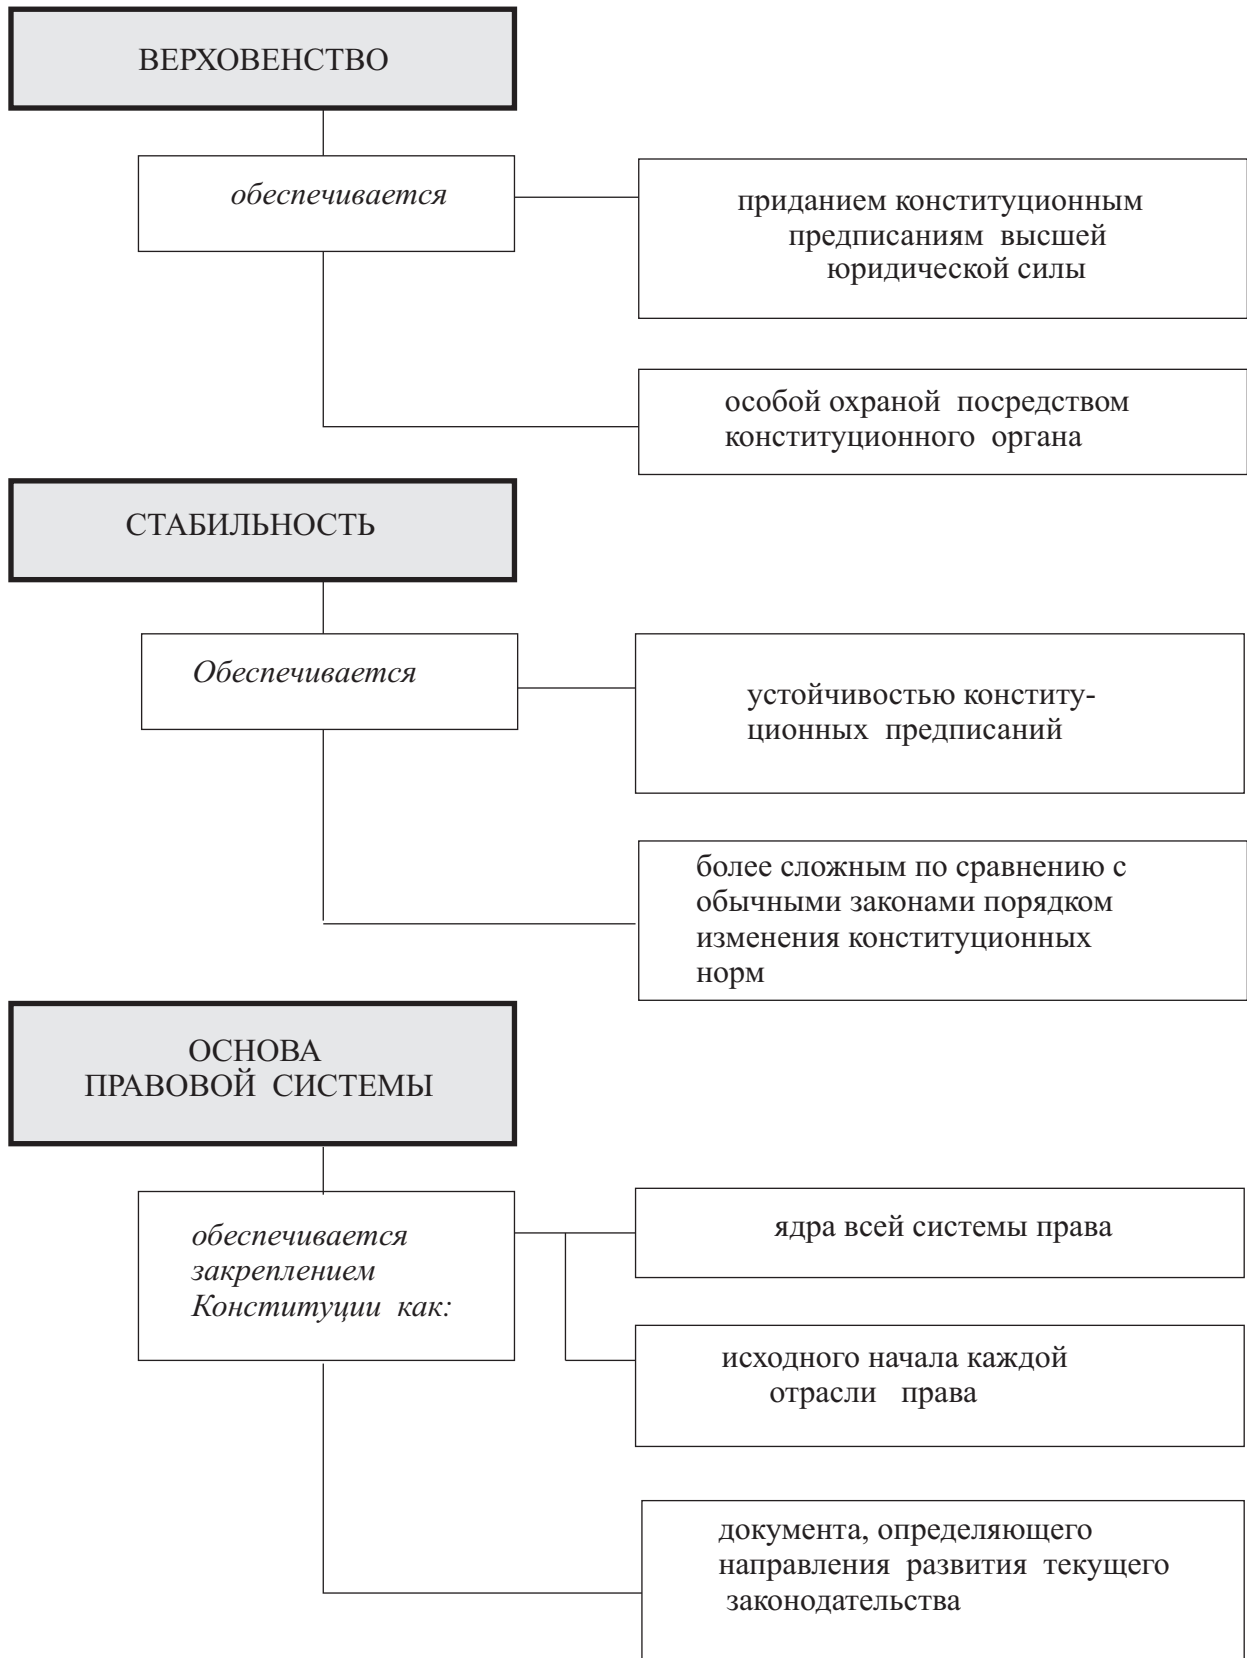 ВЕРХОВЕНСТВО
обеспечивается
приданием конституционным
предписаниям высшей
юридической силы
особой охраной посредством
конституционного органа
СТАБИЛЬНОСТЬ
Обеспечивается
устойчивостью конститу-
ционных предписаний
более сложным по сравнению с
обычными законами порядком
изменения конституционных
норм
ОСНОВА
ПРАВОВОЙ СИСТЕМЫ
обеспечивается
закреплением
Конституции как:
ядра всей системы права
исходного начала каждой
отрасли права
документа, определяющего
направления развития текущего
законодательства